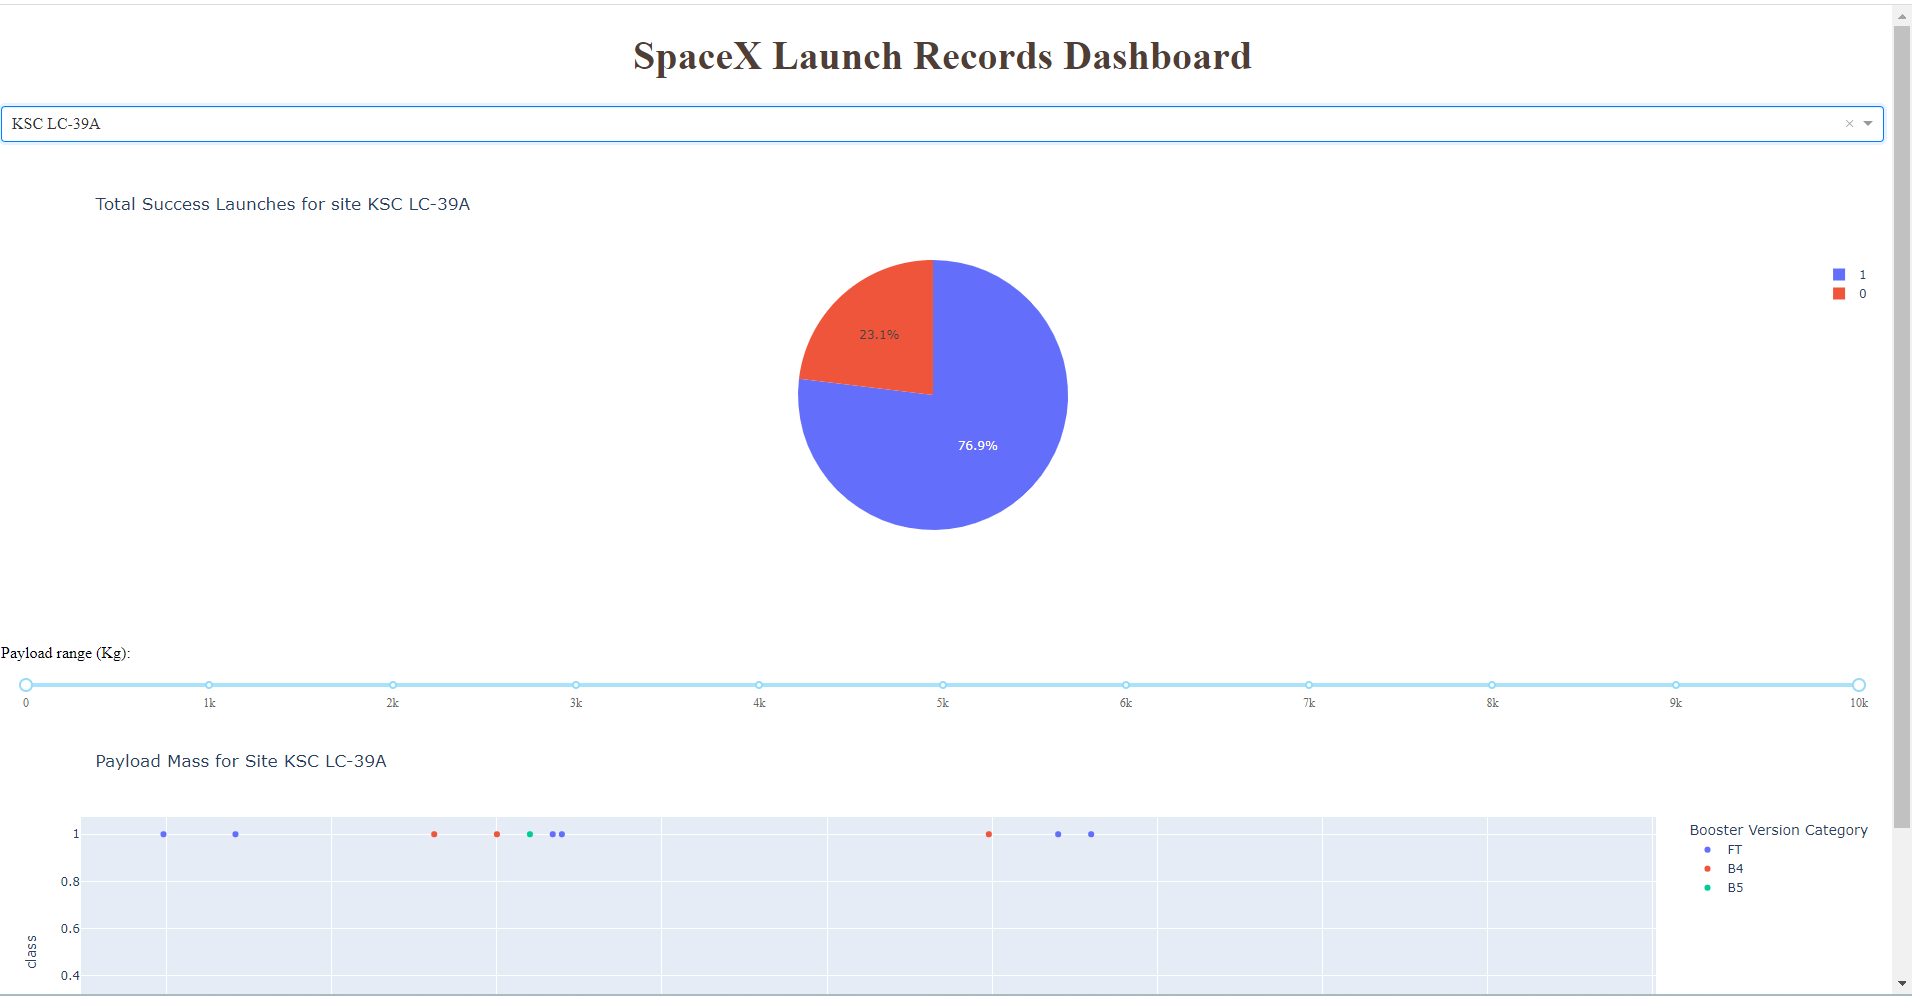 SpaceX Launch Records Dashboard
KSC LC-39A
×
Total Success Launches for site KSC LC-39A
1
0
23.1%
76.9%
Payload range (Kg):
0 1k 2k 3k 4k 5k 6k 7k 8k 9k 10k
Payload Mass for Site KSC LC-39A
1
0.8
0.6
0.4
class
Booster Version Category
FT
B4
B5